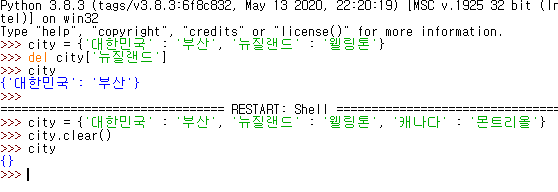 Python 3.8.3 (tags/v3.8.3:6f8c832, May 13 2020, 22:20:19) [MSC v.1925 32 bit (In
tel)] on win32
Type "help", "copyright", "credits" or "license()" for more information.
>>> city = {'대한민국' : '부산', '뉴질랜드' : '웰링톤'}
>>> del city['뉴질랜드']
>>> city
{'대한민국': '부산'}
>>>
================================ RESTART: Shell ================================
>>> city = {'대한민국' : '부산', '뉴질랜드' : '웰링톤', '캐나다' : '몬트리올'}
>>> city.clear()
>>> city
{}
>>>